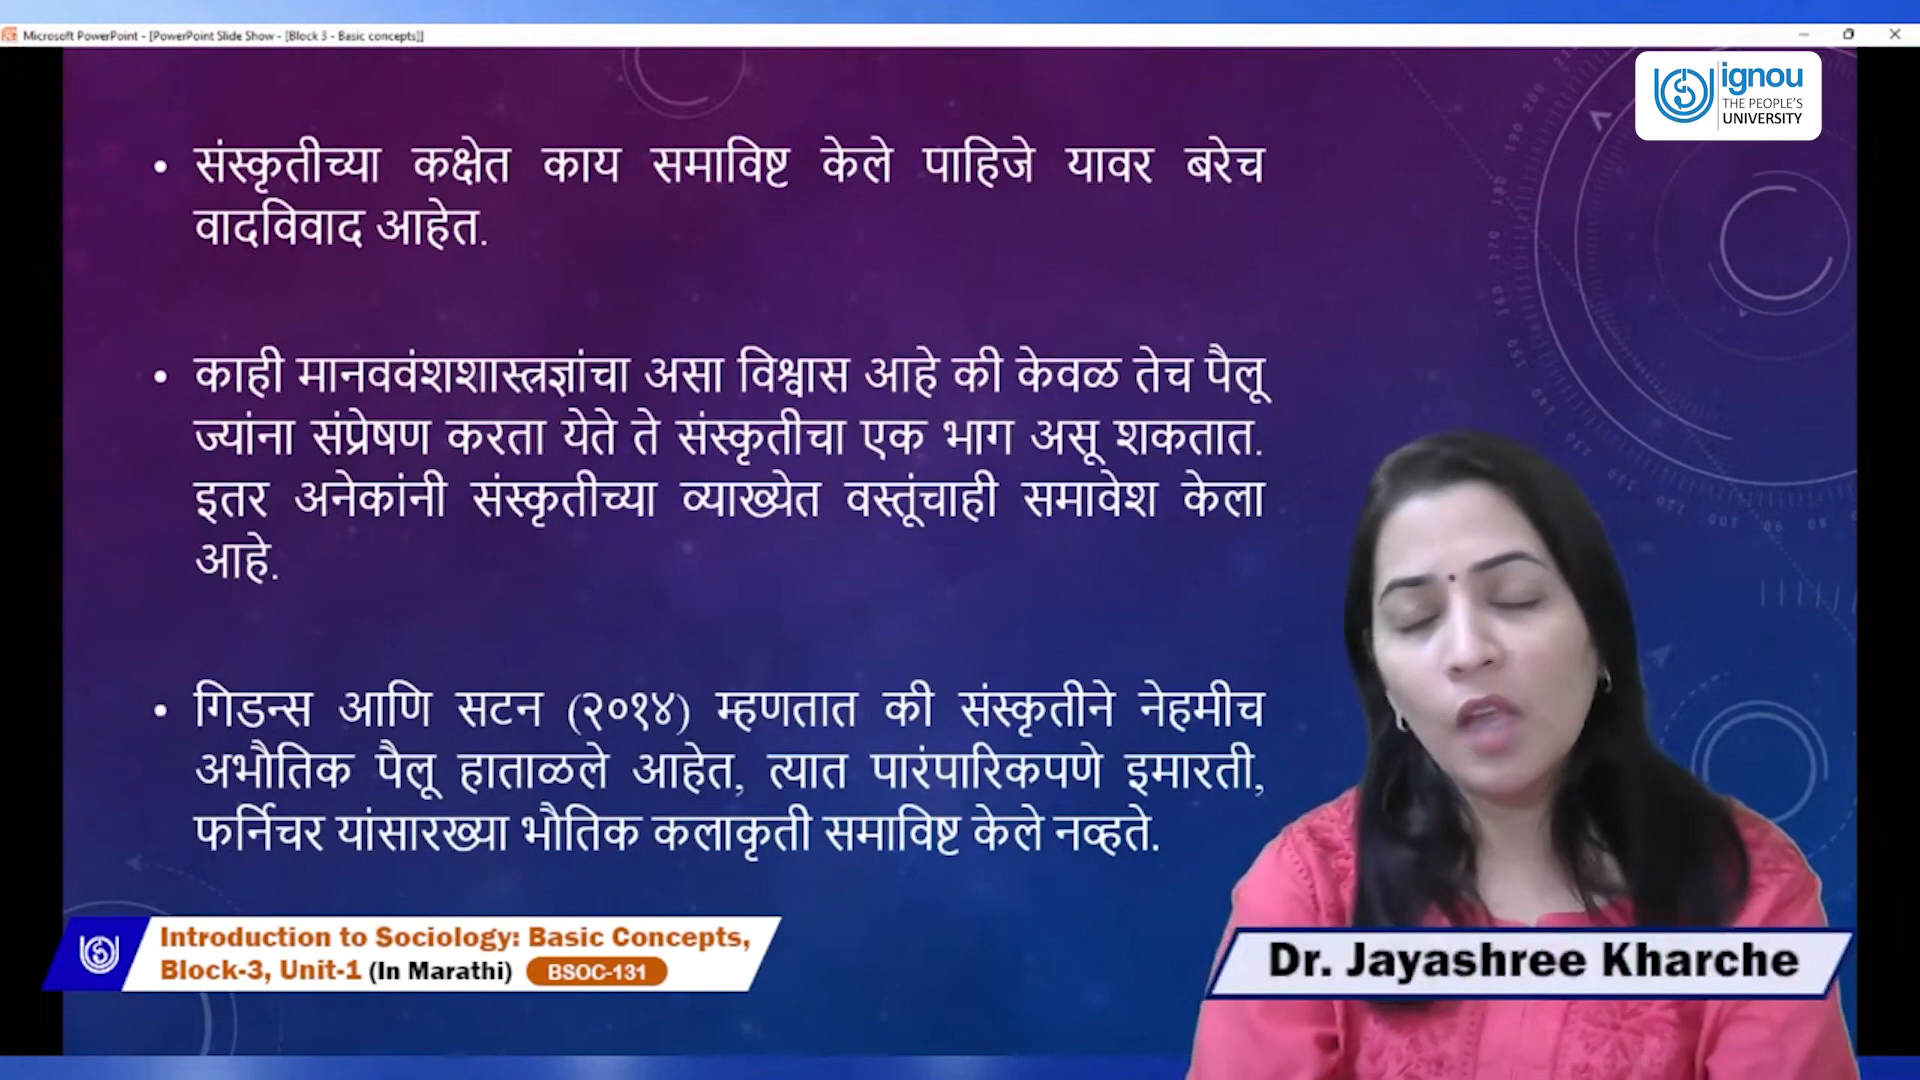 Microsoft PowerPoint - [PowerPoint Slide Show - [Block 3 - Basic concepts]]
ignou
THE PEOPLE'S
UNIVERSITY
• संस्कृतीच्या कक्षेत काय समाविष्ट केले पाहिजे यावर बरेच
वादविवाद आहेत.
• काही मानववंशशास्त्रज्ञांचा असा विश्वास आहे की केवळ तेच पैलू
ज्यांना संप्रेषण करता येते ते संस्कृतीचा एक भाग असू शकतात.
इतर अनेकांनी संस्कृतीच्या व्याख्येत वस्तूंचाही समावेश केला
आहे.
• गिडन्स आणि सटन (२०१४) म्हणतात की संस्कृतीने नेहमीच
अभौतिक पैलू हाताळले आहेत, त्यात पारंपारिकपणे इमारती,
फर्निचर यांसारख्या भौतिक कलाकृती समाविष्ट केले नव्हते.
Introduction to Sociology: Basic Concepts,
Block-3, Unit-1 (In Marathi) BSOC-131
Dr. Jayashree Kharche